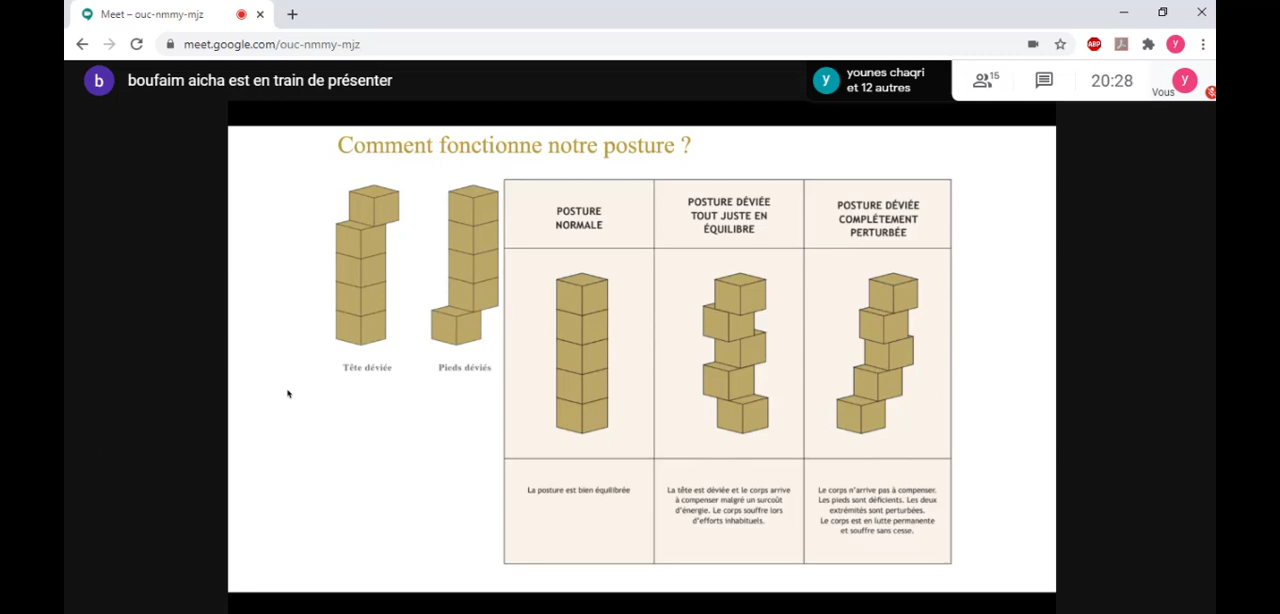 Meet – ouc-nmmy-mjz
meet.google.com/ouc-nmmy-mjz
ABP
y
b
boufaim aicha est en train de présenter
y
younes chaqri
et 12 autres
15
20:28
Vous
y
Comment fonctionne notre posture ?
Tête déviée
Pieds déviés
POSTURE
NORMALE
POSTURE DÉVIÉE
TOUT JUSTE EN
ÉQUILIBRE
POSTURE DÉVIÉE
COMPLÉTEMENT
PERTURBÉE
La posture est bien équilibrée
La tête est déviée et le corps arrive
à compenser malgré un surcoût
d'énergie. Le corps souffre lors
d'efforts inhabituels.
Le corps n'arrive pas à compenser.
Les pieds sont déficients. Les deux
extrémités sont perturbées.
Le corps est en lutte permanente
et souffre sans cesse.